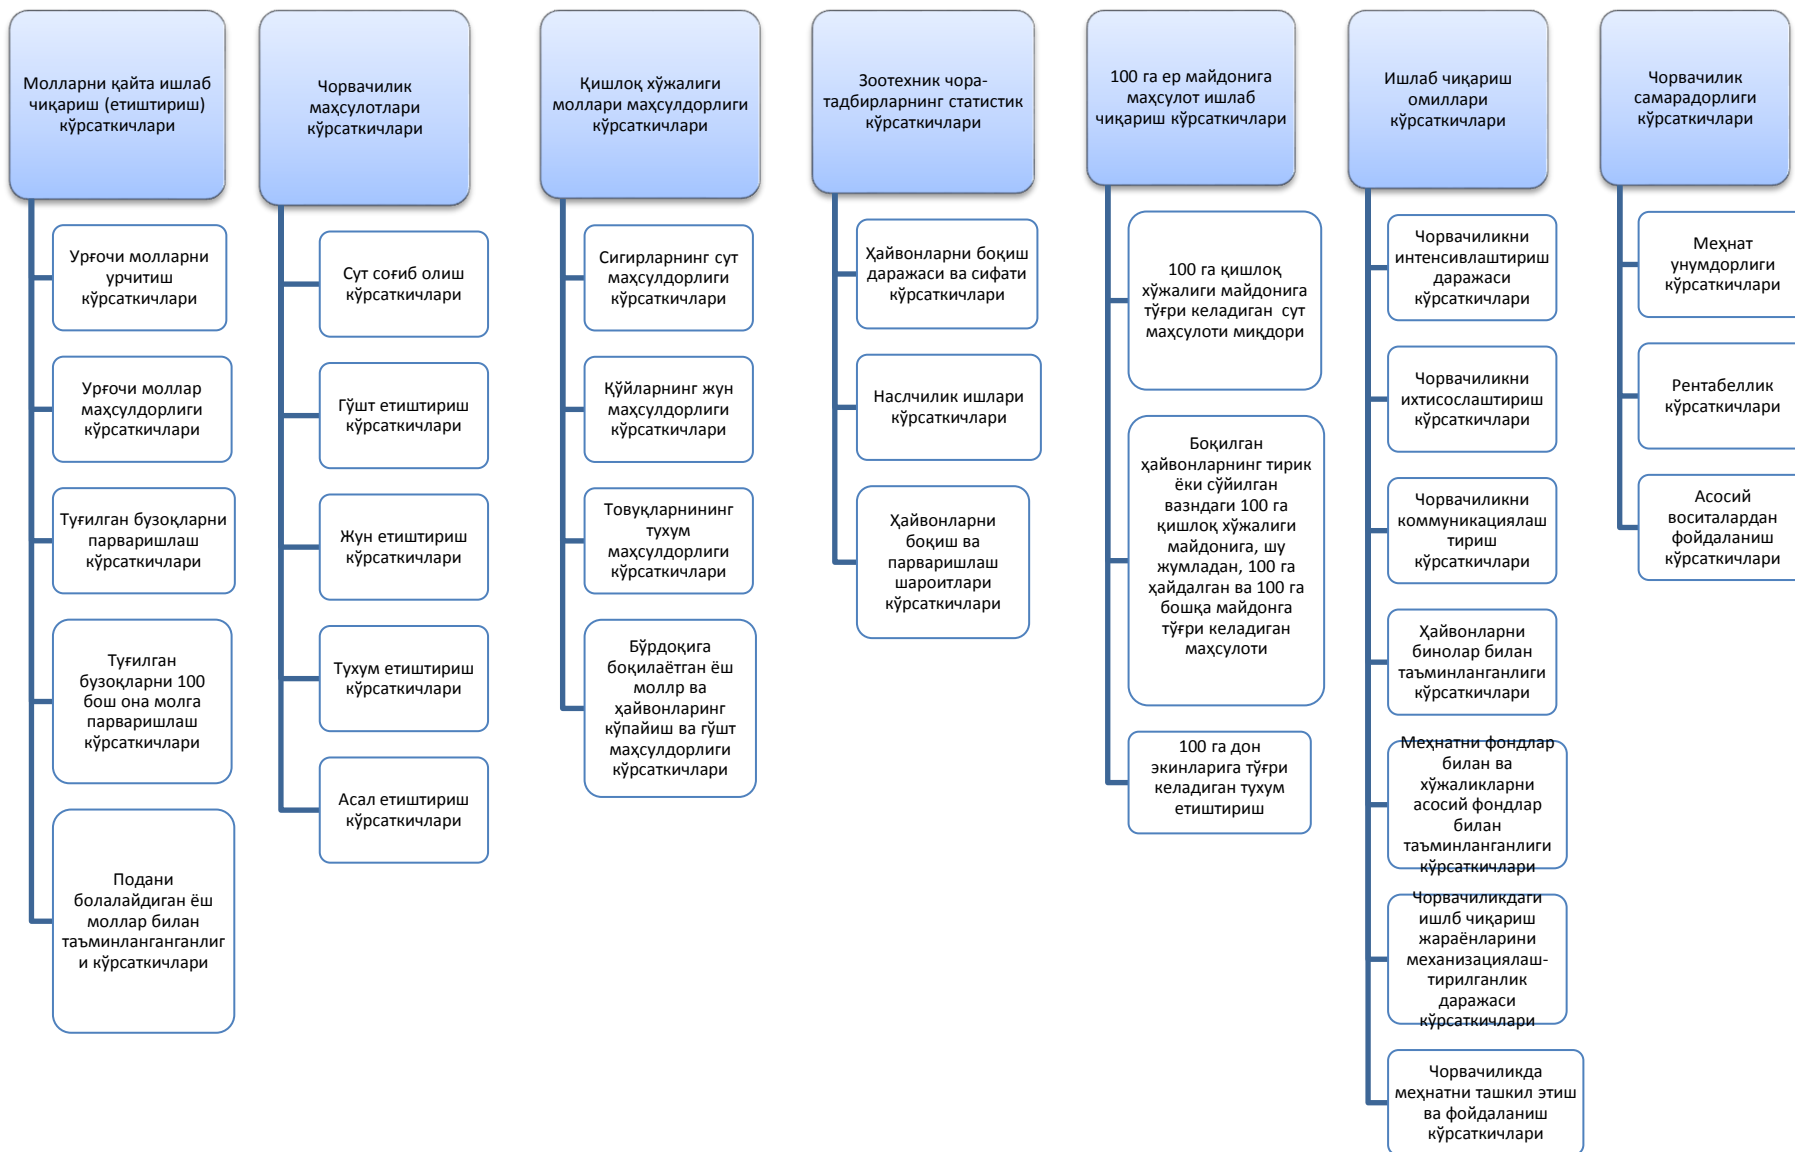 Молларни қайта ишлаб
чиқариш (етиштириш)
кўрсаткичлари
Урғочи молларни
урчитиш
кўрсаткичлари
Урғочи моллар
маҳсулдорлиги
кўрсаткичлари
Туғилган бузоқларни
парваришлаш
кўрсаткичлари
Туғилган
бузоқларни 100
бош она молга
парваришлаш
кўрсаткичлари
Подани
болалайдиган ёш
моллар билан
таъминланганганлиг
и кўрсаткичлари
Чорвачилик
маҳсулотлари
кўрсаткичлари
Сут соғиб олиш
кўрсаткичлари
Гўшт етиштириш
кўрсаткичлари
Жун етиштириш
кўрсаткичлари
Тухум етиштириш
кўрсаткичлари
Асал етиштириш
кўрсаткичлари
Қишлоқ хўжалиги
моллари маҳсулдорлиги
кўрсаткичлари
Сигирларнинг сут
маҳсулдорлиги
кўрсаткичлари
Қўйларнинг жун
маҳсулдорлиги
кўрсаткичлари
Товуқларнининг
тухум
маҳсулдорлиги
кўрсаткичлари
Бўрдоқига
боқилаётган ёш
моллр ва
ҳайвонларинг
кўпайиш ва гўшт
маҳсулдорлиги
кўрсаткичлари
Зоотехник чора-
тадбирларнинг статистик
кўрсаткичлари
Ҳайвонларни боқиш
даражаси ва сифати
кўрсаткичлари
Наслчилик ишлари
кўрсаткичлари
Ҳайвонларни
боқиш ва
парваришлаш
шароитлари
кўрсаткичлари
100 га ер майдонига
маҳсулот ишлаб
чиқариш кўрсаткичлари
100 га қишлоқ
хўжалиги майдонига
тўғри келадиган  сут
маҳсулоти миқдори
Боқилган
ҳайвонларнинг тирик
ёки сўйилган
вазндаги 100 га
қишлоқ хўжалиги
майдонига, шу
жумладан, 100 га
ҳайдалган ва 100 га
бошқа майдонга
тўғри келадиган
маҳсулоти
100 га дон
экинларига тўғри
келадиган тухум
етиштириш
Ишлаб чиқариш
омиллари
кўрсаткичлари
Чорвачиликни
интенсивлаштириш
даражаси
кўрсаткичлари
Чорвачиликни
ихтисослаштириш
кўрсаткичлари
Чорвачиликни
коммуникациялаш
тириш
кўрсаткичлари
Ҳайвонларни
бинолар билан
таъминланганлиги
кўрсаткичлари
Меҳнатни фондлар
билан ва
хўжаликларни
асосий фондлар
билан
таъминланганлиги
кўрсаткичлари
Чорвачиликдаги
ишлб чиқариш
жараёнларини
механизациялаш-
тирилганлик
даражаси
кўрсаткичлари
Чорвачиликда
меҳнатни ташкил этиш
ва фойдаланиш
кўрсаткичлари
Чорвачилик
самарадорлиги
кўрсаткичлари
Меҳнат
унумдорлиги
кўрсаткичлари
Рентабеллик
кўрсаткичлари
Асосий
воситалардан
фойдаланиш
кўрсаткичлари